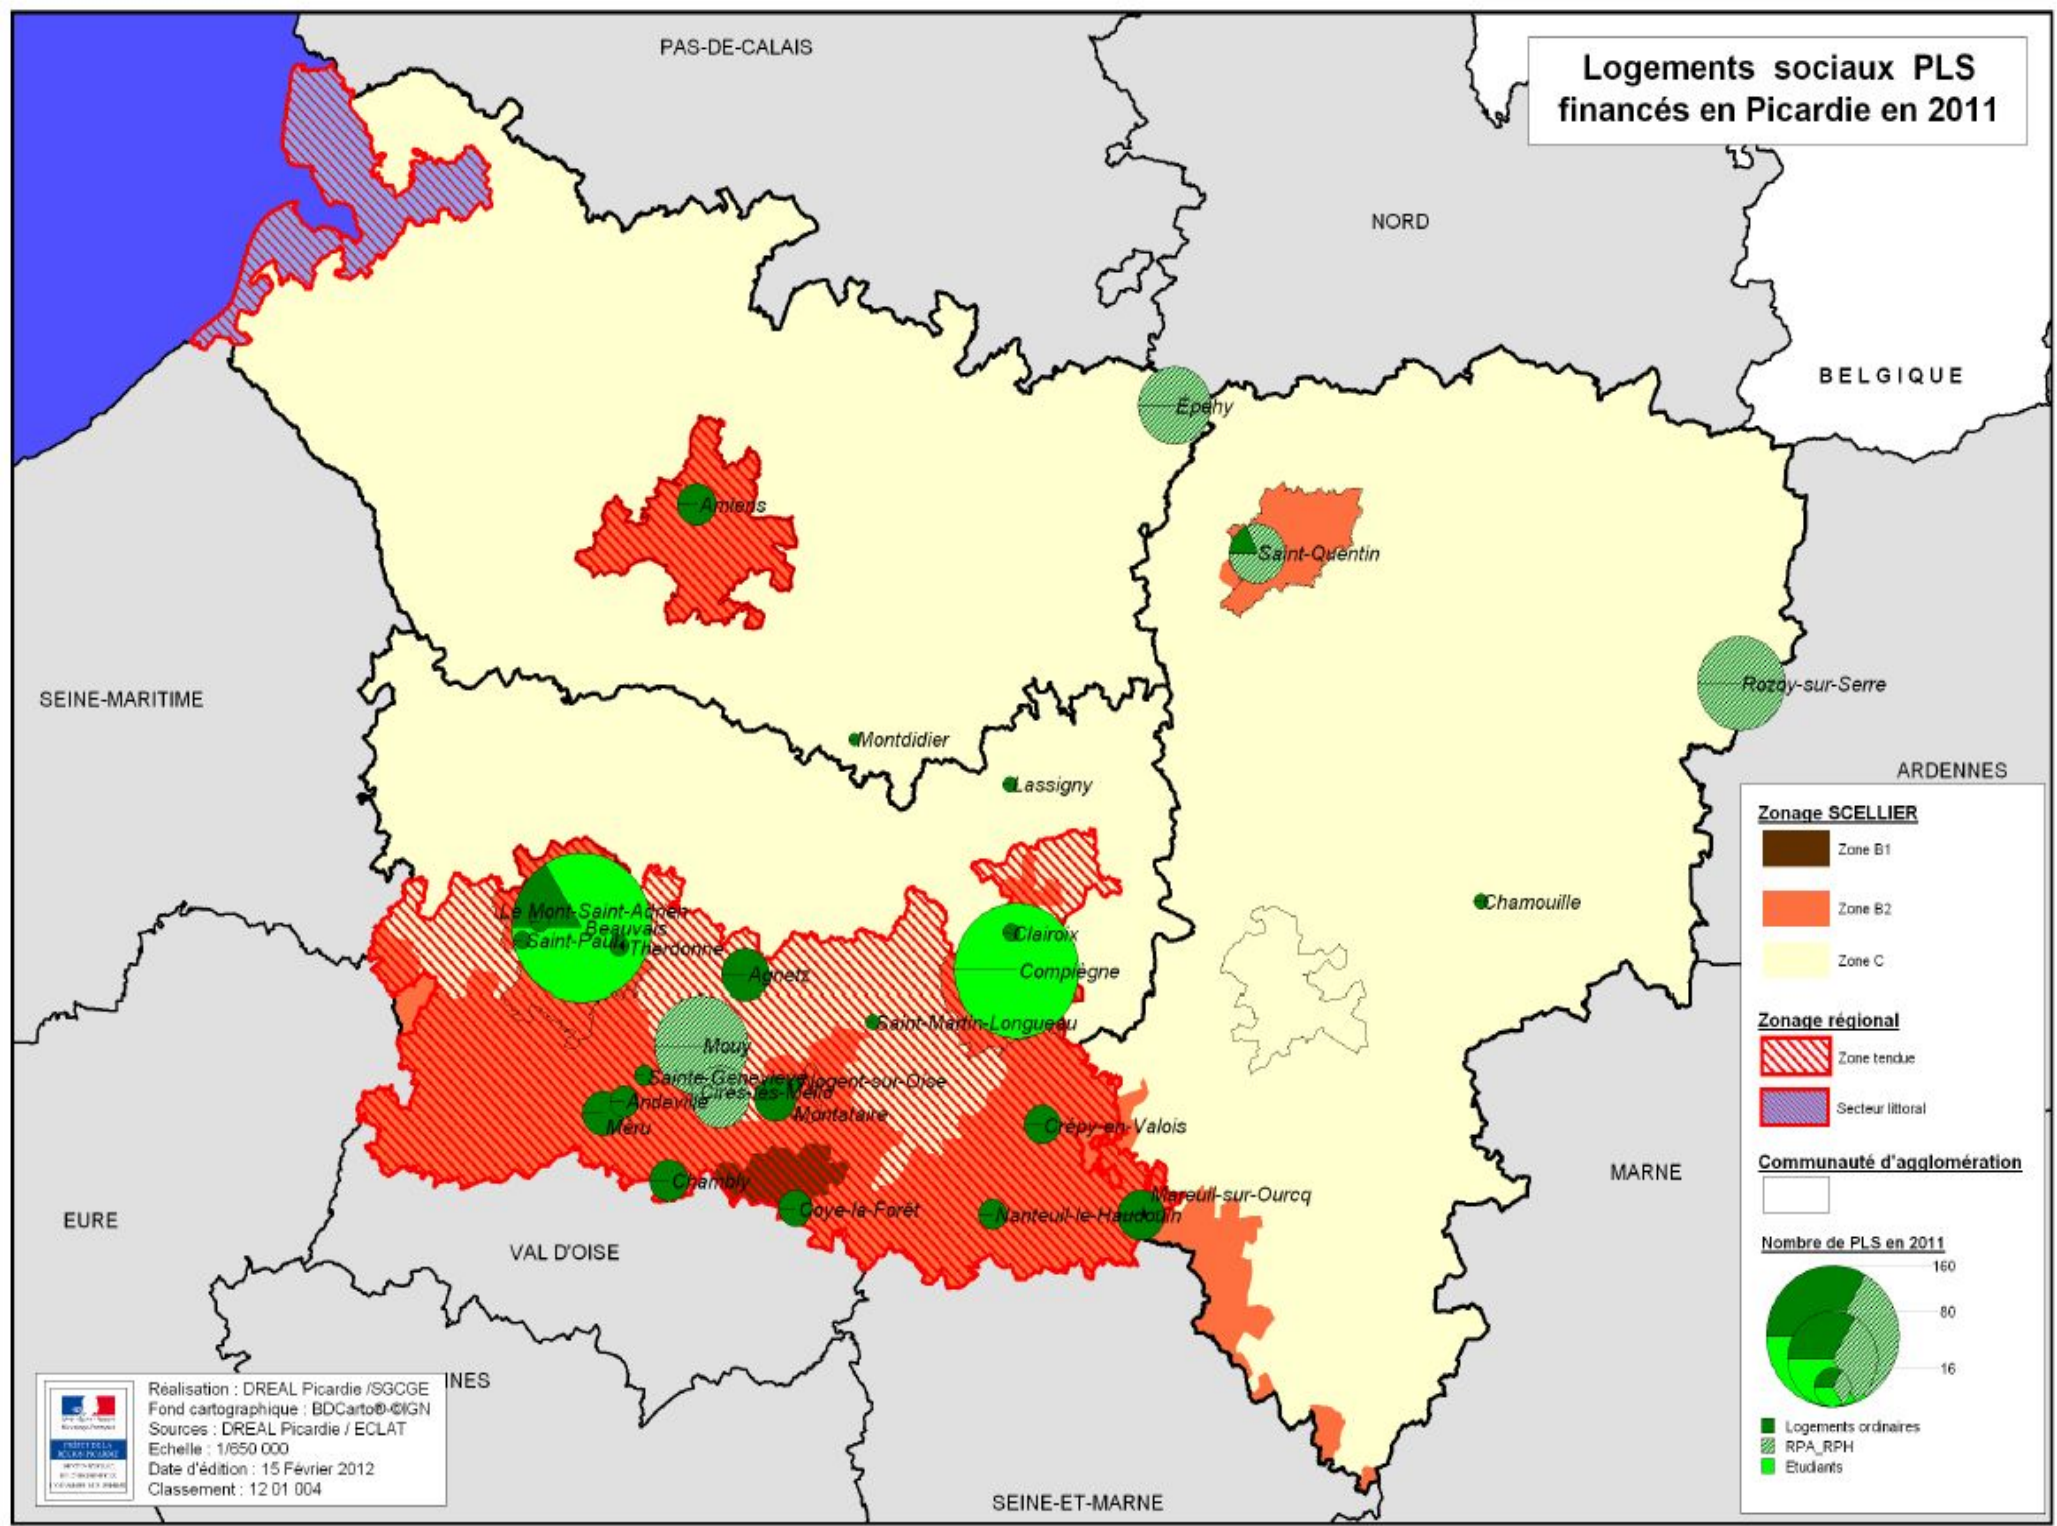 PAS-DE-CALAIS
Logements sociaux PLS
financés en Picardie en 2011
NORD
BELGIQUE
Epehy
Amiens
Saint-Quentin
SEINE-MARITIME
Rozoy-sur-Serre
Montdidier
ARDENNES
Lassigny
Chamouille
Le Mont-Saint-Adrien
Beauvais
Saint-Paul
Therdonne
Clairoix
Agnetz
Compiègne
Saint-Martin-Longueau
Mouy
Sainte-Geneviève
Nogent-sur-Oise
Cires-lès-Mello
Andeville
Montataire
Méru
Crépy-en-Valois
Chambly
Mareuil-sur-Ourcq
Coye-la-Forêt
Nanteuil-le-Haudouin
MARNE
EURE
VAL D'OISE
INES
SEINE-ET-MARNE
Zonage SCELLIER
Zone B1
Zone B2
Zone C
Zonage régional
Zone tendue
Secteur littoral
Communauté d'agglomération
Nombre de PLS en 2011
160
80
16
Logements ordinaires
RPA_RPH
Etudiants
Réalisation : DREAL Picardie /SGCGE
Fond cartographique : BDCarto®-©IGN
Sources : DREAL Picardie / ECLAT
Echelle : 1/650 000
Date d'édition : 15 Février 2012
Classement : 12 01 004